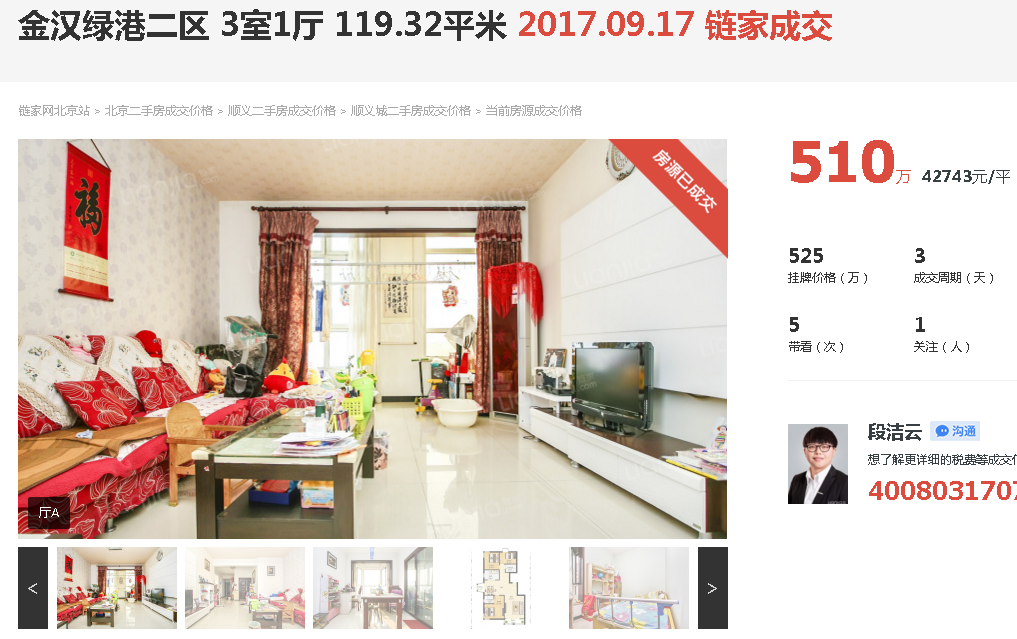 金汉绿港二区 3室1厅 119.32平米 2017.09.17 链家成交
链家网北京站 > 北京二手房成交价格 > 顺义二手房成交价格 > 顺义城二手房成交价格 > 当前房源成交价格
福
房源已成交
厅A
<
>
510万 42743元/平
525
挂牌价格（万）
3
成交周期（天）
5
带看（次）
1
关注（人）
段洁云 沟通
想了解更详细的税费等成交
4008031707